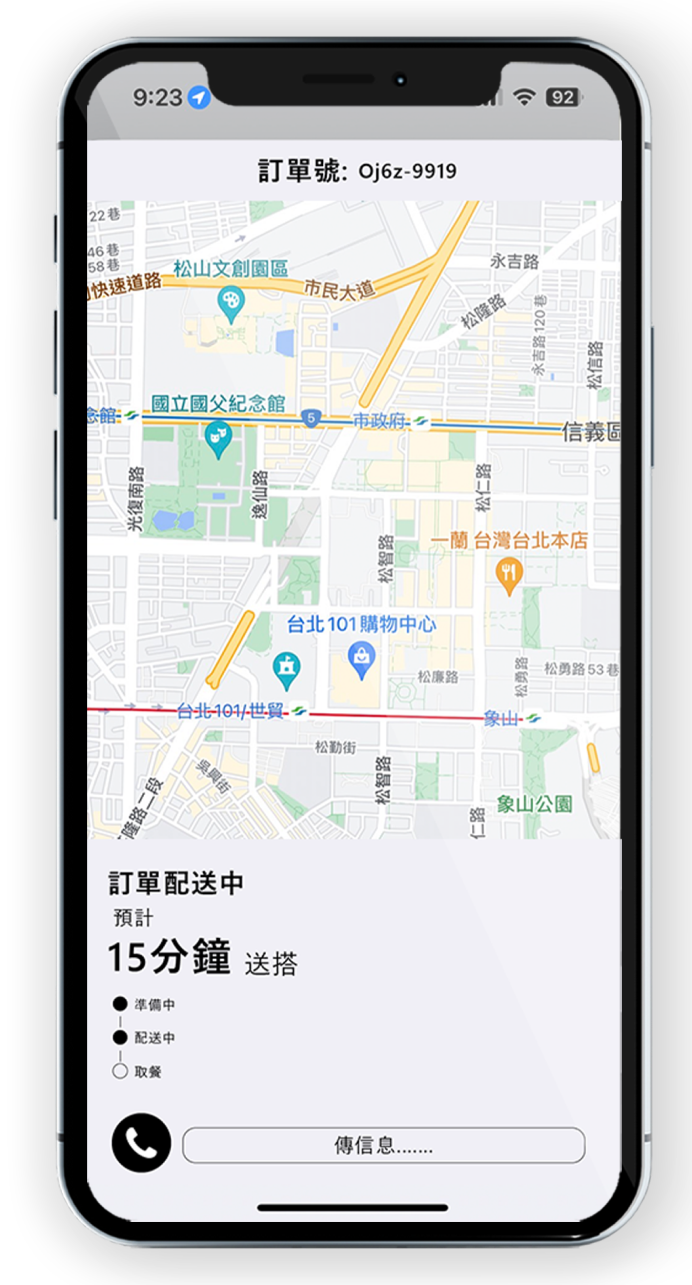 9:23
92
訂單號: Oj6z-9919
22巷
46巷
58巷
松山文創園區
快速道路
市民大道
永吉路
松隆路
永吉路120巷
松信路
國立國父紀念館
念館
5
市政府
信義區
光復南路
逸仙路
松仁路
松智路
一蘭 台灣台北本店
台北101購物中心
松廉路
松勇路
松勇路53巷
台北101/世貿
象山
松勤街
吳興街
松智路
隆路二段
象山公園
仁路
訂單配送中
預計
15分鐘 送搭
準備中
配送中
取餐
傳信息.......